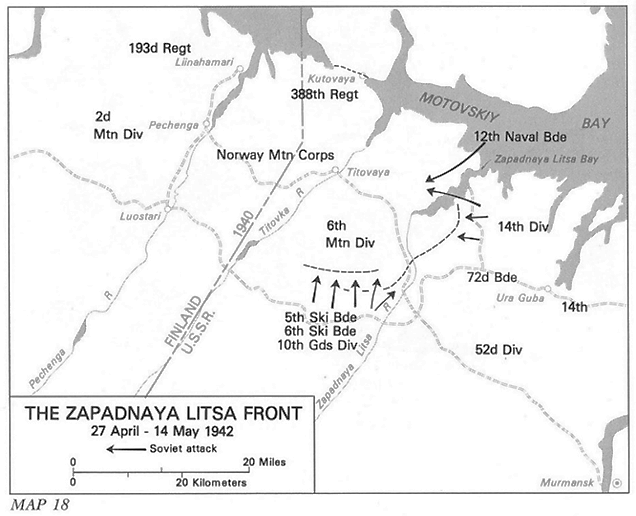 193d Regt
Liinahamari
Kutovaya
388th Regt
MOTOVSKIY
BAY
2d
Mtn Div
Pechenga
12th Naval Bde
Norway Mtn Corps
Zapadnaya Litsa Bay
Titovaya
Luostari
1940
Titovka R
6th
Mtn Div
14th Div
72d Bde
Ura Guba
14th
FINLAND
U.S.S.R.
5th Ski Bde
6th Ski Bde
10th Gds Div
Pechenga R
Zapadnaya Litsa R
52d Div
THE ZAPADNAYA LITSA FRONT
27 April - 14 May 1942
Soviet attack
0 20 Miles
0 20 Kilometers
Murmansk
MAP 18